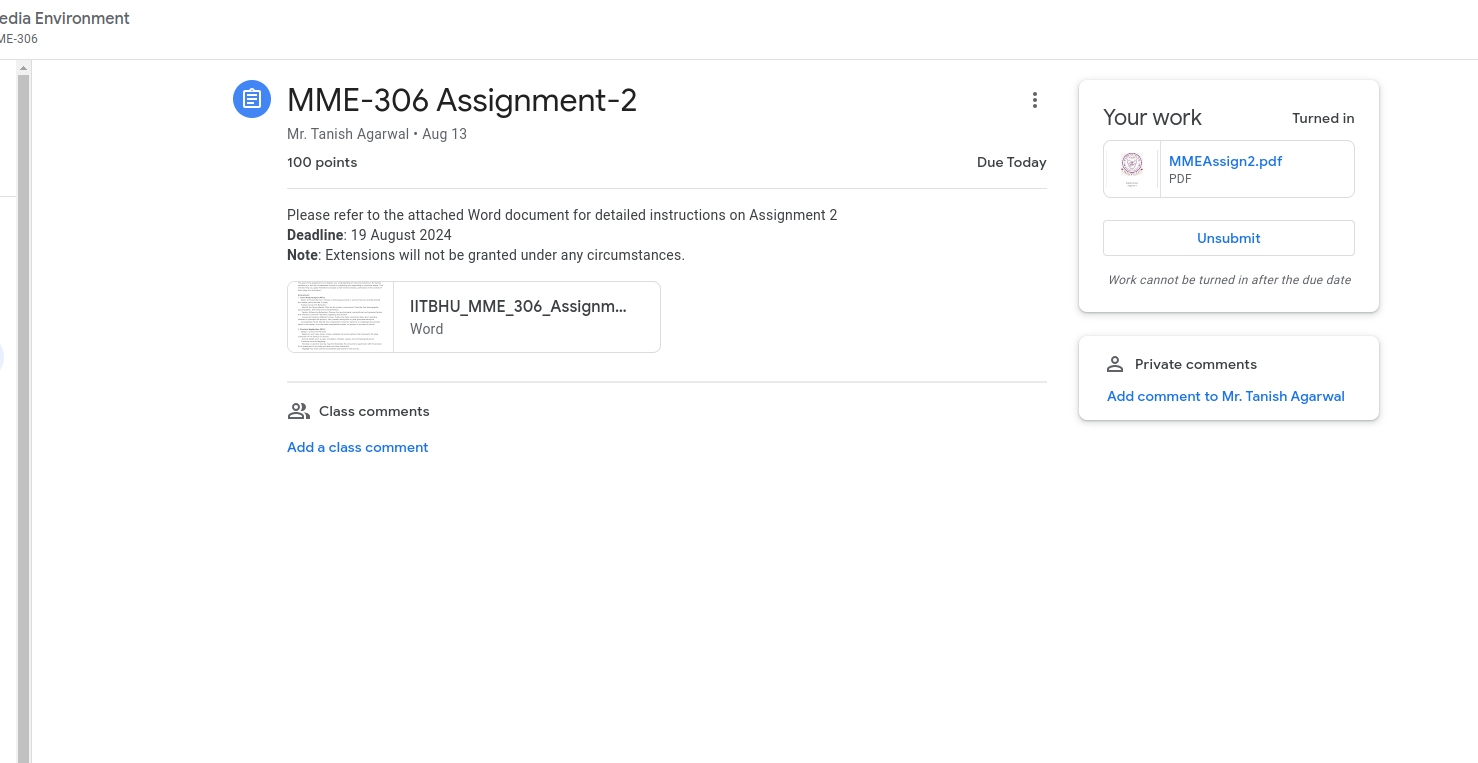 edia Environment
ME-306
MME-306 Assignment-2
Mr. Tanish Agarwal • Aug 13
100 points
Due Today
Please refer to the attached Word document for detailed instructions on Assignment 2
Deadline: 19 August 2024
Note: Extensions will not be granted under any circumstances.
IITBHU_MME_306_Assignm...
Word
Class comments
Add a class comment
Your work
Turned in
MMEAssign2.pdf
PDF
Unsubmit
Work cannot be turned in after the due date
Private comments
Add comment to Mr. Tanish Agarwal